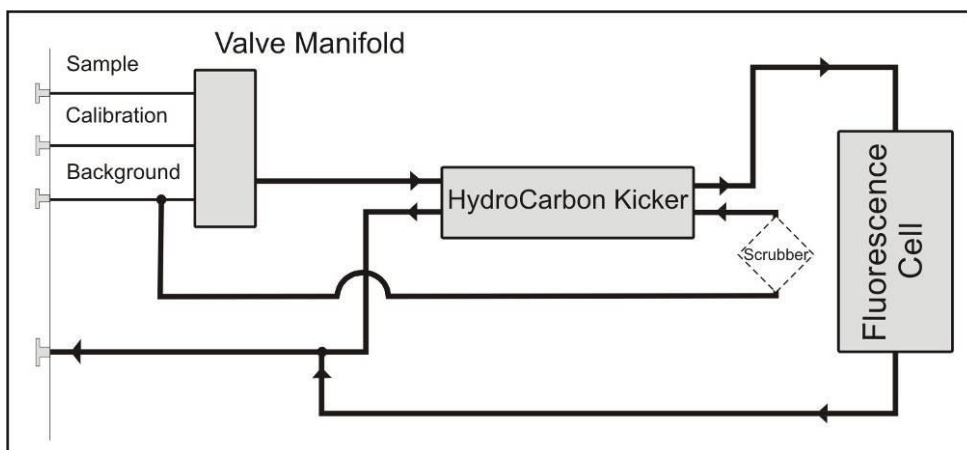 Valve Manifold
Sample
Calibration
Background
HydroCarbon Kicker
Scrubber
Fluorescence
Cell